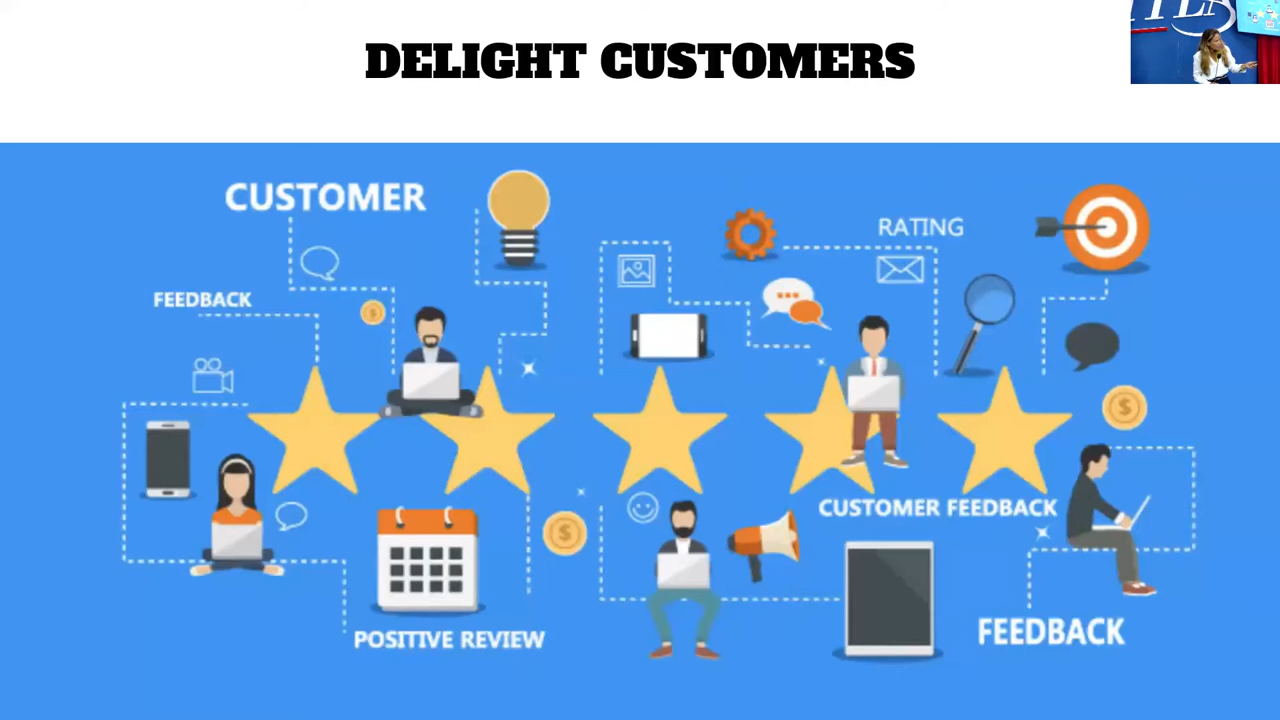 DELIGHT CUSTOMERS
CUSTOMER
RATING
FEEDBACK
CUSTOMER FEEDBACK
POSITIVE REVIEW
FEEDBACK